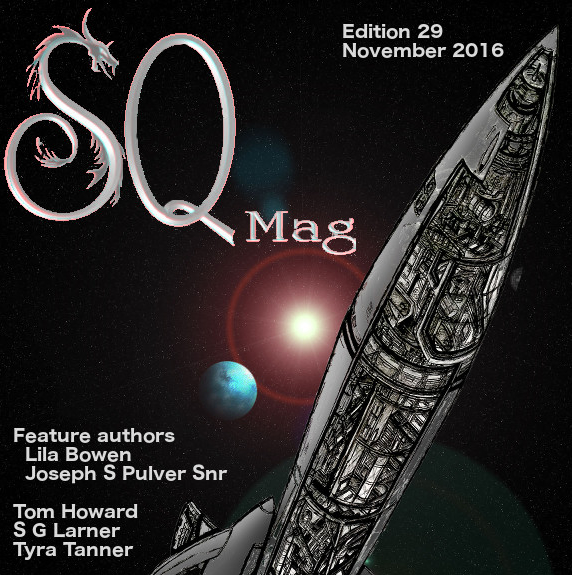 SQ
Mag
Edition 29
November 2016
Feature authors
Lila Bowen
Joseph S Pulver Snr
Tom Howard
S G Larner
Tyra Tanner